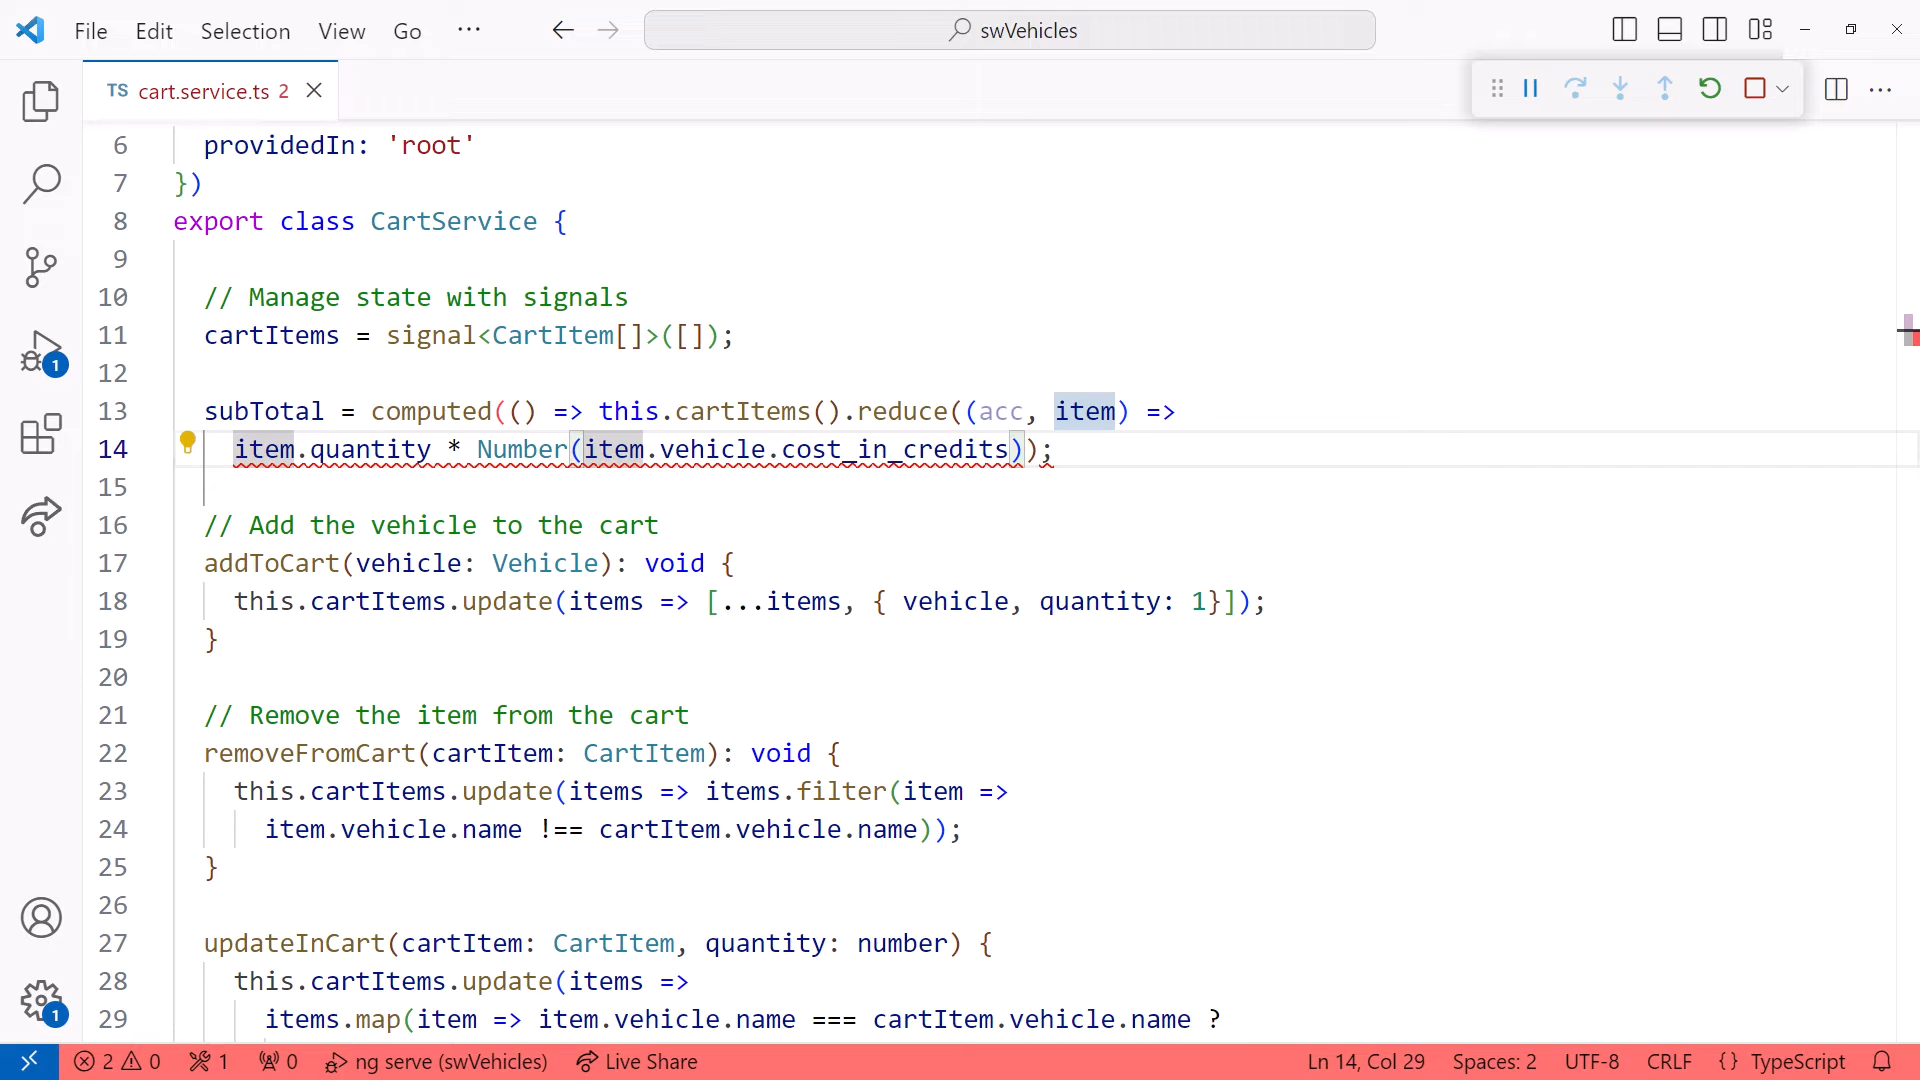 File Edit Selection View Go ··· swVehicles
TS cart.service.ts 2
6 providedIn: 'root'
7 })
8 export class CartService {
9
10 // Manage state with signals
11 cartItems = signal<CartItem[]>([]);
12
13 subTotal = computed(() => this.cartItems().reduce((acc, item) =>
14 item.quantity * Number(item.vehicle.cost_in_credits));
15
16 // Add the vehicle to the cart
17 addToCart(vehicle: Vehicle): void {
18 this.cartItems.update(items => [...items, { vehicle, quantity: 1}]);
19 }
20
21 // Remove the item from the cart
22 removeFromCart(cartItem: CartItem): void {
23 this.cartItems.update(items => items.filter(item =>
24 item.vehicle.name !== cartItem.vehicle.name));
25 }
26
27 updateInCart(cartItem: CartItem, quantity: number) {
28 this.cartItems.update(items =>
29 items.map(item => item.vehicle.name === cartItem.vehicle.name ?
1
1
2 0 1 0 ng serve (swVehicles) Live Share Ln 14, Col 29 Spaces: 2 UTF-8 CRLF {} TypeScript